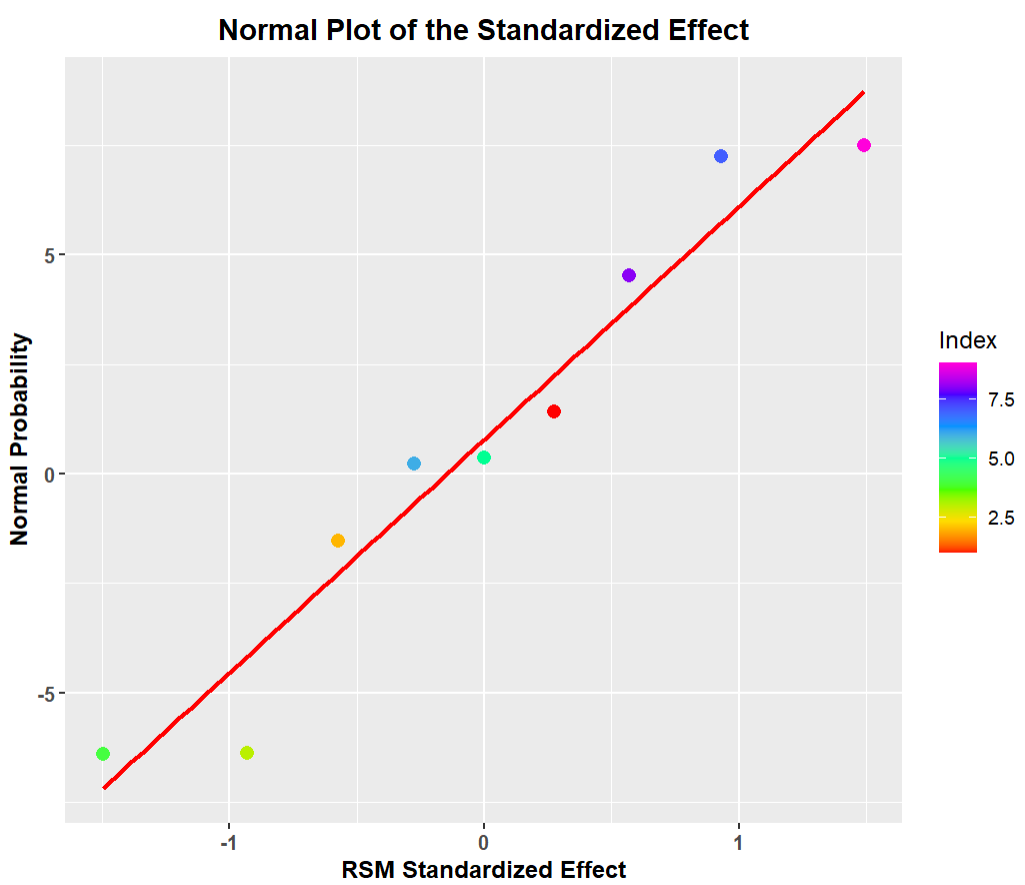 Normal Plot of the Standardized Effect
Normal Probability
5
0
-5
-1
0
1
RSM Standardized Effect
Index
7.5
5.0
2.5